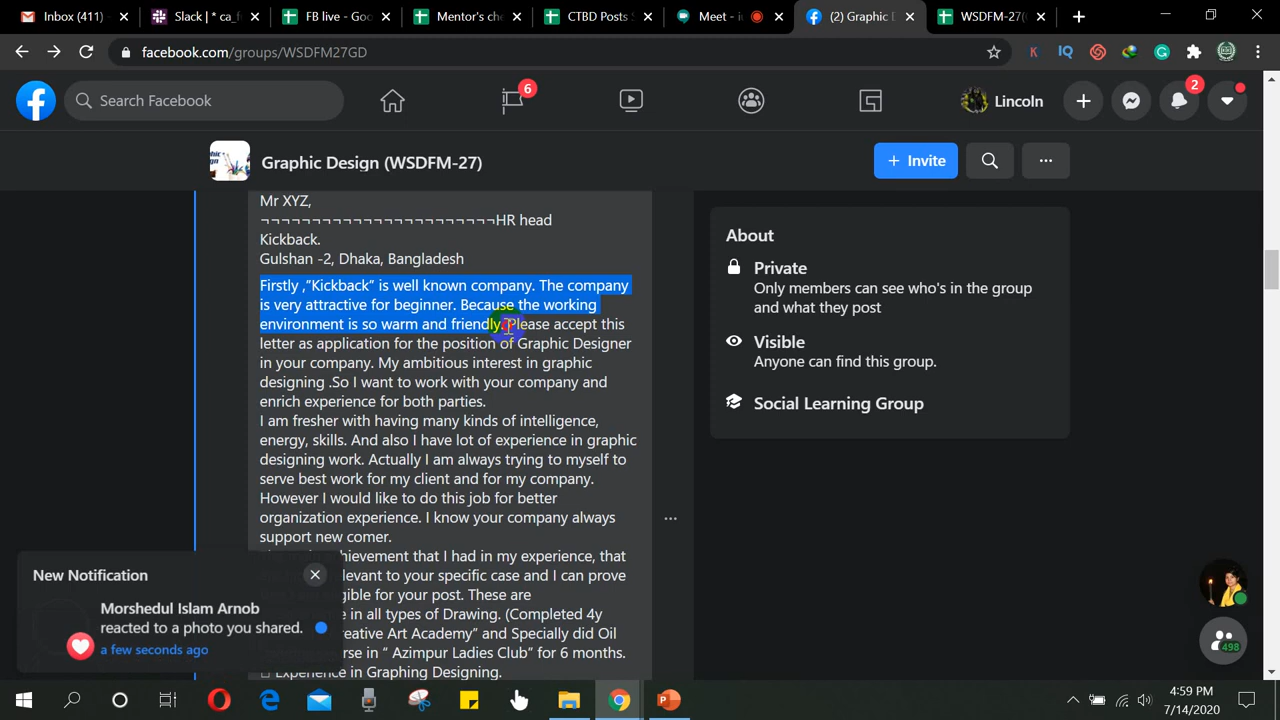 Inbox (411) -
Slack | * ca_f
FB live - Goo
Mentor's che
CTBD Posts S
Meet - i
(2) Graphic D
WSDFM-27(
facebook.com/groups/WSDFM27GD
Search Facebook
6
Lincoln
2
Graphic Design (WSDFM-27)
+ Invite
Mr XYZ,
¬¬¬¬¬¬¬¬¬¬¬¬¬¬¬¬¬¬¬¬¬¬¬HR head
Kickback.
Gulshan -2, Dhaka, Bangladesh
Firstly ,"Kickback" is well known company. The company
is very attractive for beginner. Because the working
environment is so warm and friendly. Please accept this
letter as application for the position of Graphic Designer
in your company. My ambitious interest in graphic
designing .So I want to work with your company and
enrich experience for both parties.
I am fresher with having many kinds of intelligence,
energy, skills. And also I have lot of experience in graphic
designing work. Actually I am always trying to myself to
serve best work for my client and for my company.
However I would like to do this job for better
organization experience. I know your company always
support new comer.
hievement that I had in my experience, that
levant to your specific case and I can prove
gible for your post. These are
e in all types of Drawing. (Completed 4y
reative Art Academy" and Specially did Oil
rse in " Azimpur Ladies Club" for 6 months.
Experience in Graphing Designing.
About
Private
Only members can see who's in the group
and what they post
Visible
Anyone can find this group.
Social Learning Group
New Notification
Morshedul Islam Arnob
reacted to a photo you shared.
a few seconds ago
498
4:59 PM
7/14/2020